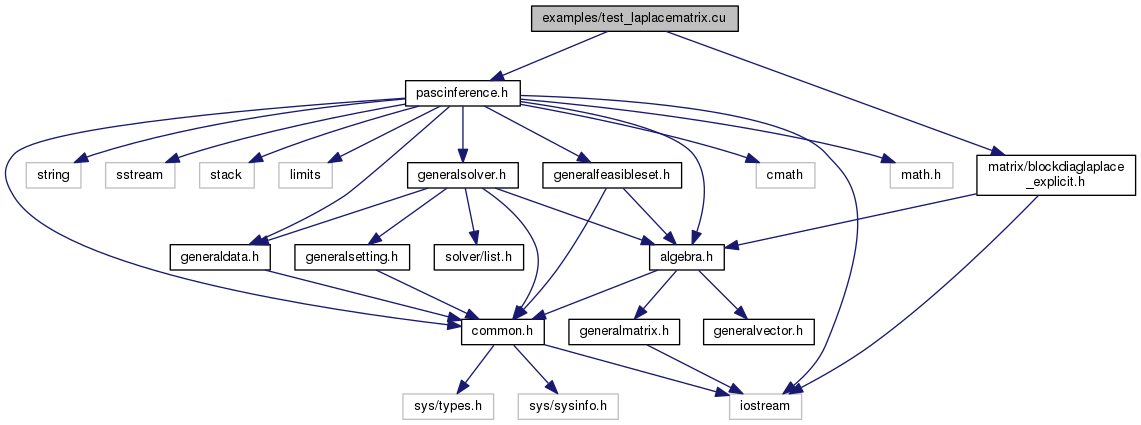 examples/test_laplacematrix.cu
pascinference.h
string
sstream
stack
limits
generalsolver.h
generalfeasibleset.h
cmath
math.h
matrix/blockdiaglaplace
_explicit.h
generaldata.h
generalsetting.h
solver/list.h
algebra.h
common.h
generalmatrix.h
generalvector.h
sys/types.h
sys/sysinfo.h
iostream